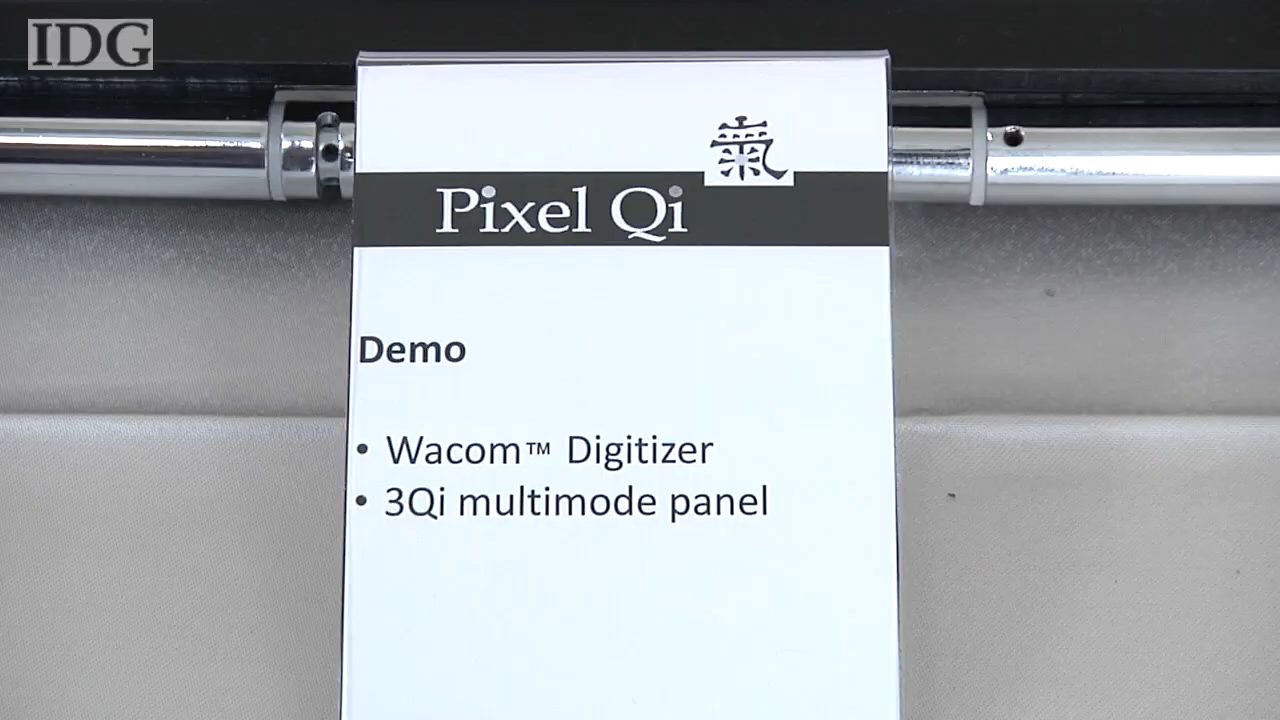 IDG
氣
Pixel Qi
Demo
• Wacom™ Digitizer
• 3Qi multimode panel